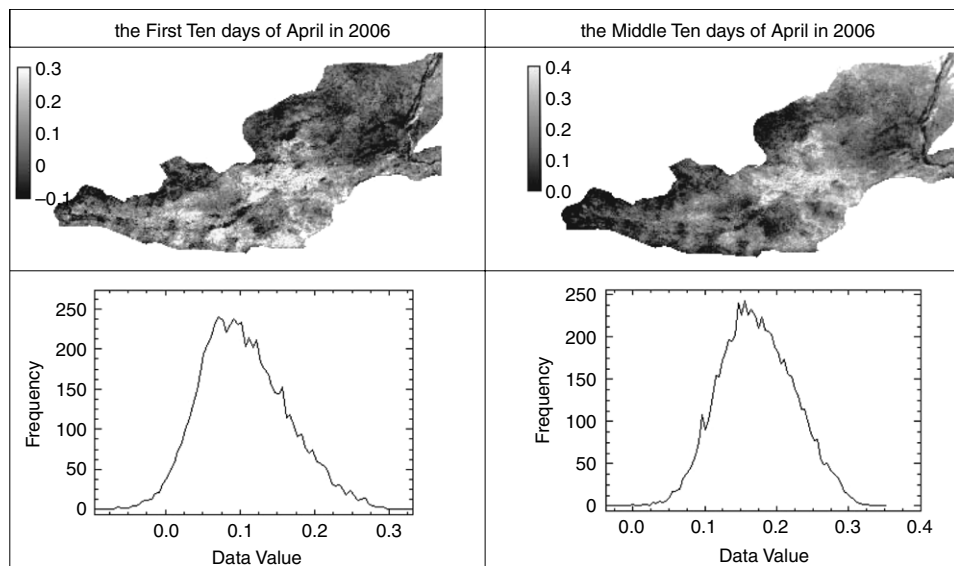 the First Ten days of April in 2006
the Middle Ten days of April in 2006
0.3
0.2
0.1
0
−0.1
0.4
0.3
0.2
0.1
0.0
250
200
150
100
50
0
Frequency
0.0 0.1 0.2 0.3
Data Value
250
200
150
100
50
0
Frequency
0.0 0.1 0.2 0.3 0.4
Data Value